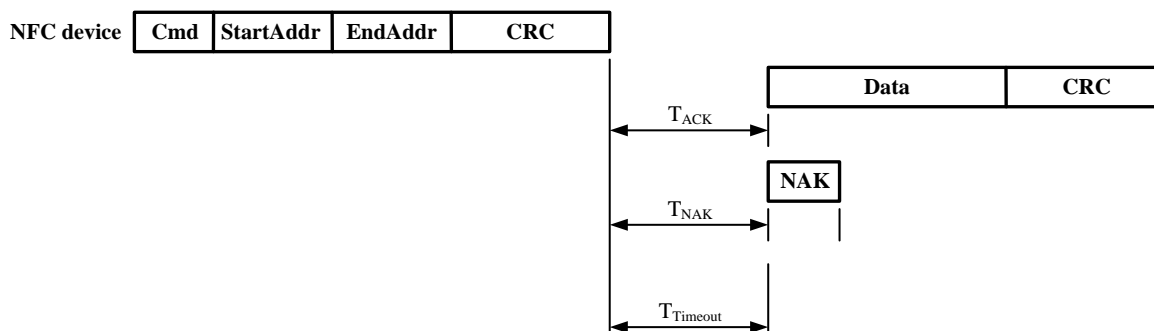 NFC device Cmd StartAddr EndAddr CRC
Data CRC
TACK
NAK
TNAK
TTimeout